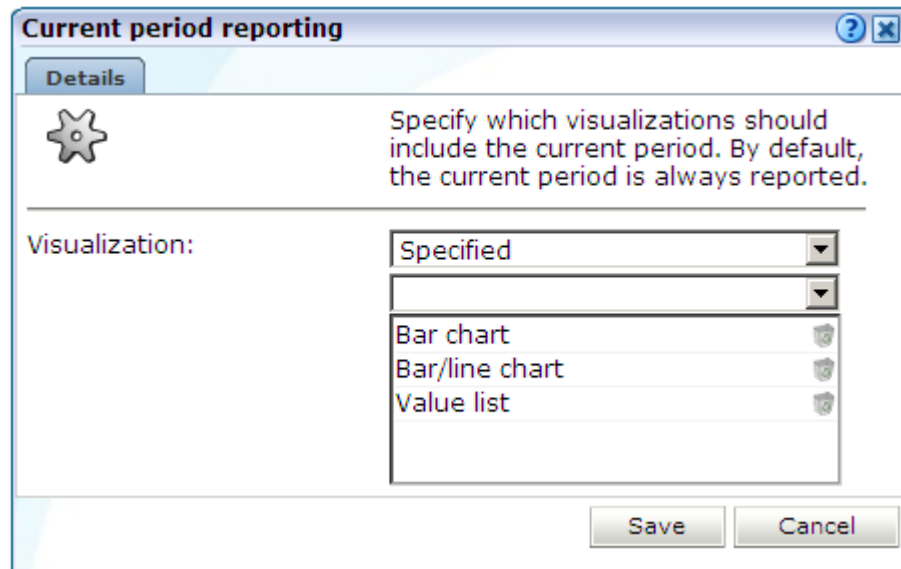 Current period reporting
Details
Specify which visualizations should
include the current period. By default,
the current period is always reported.
Visualization:
Specified
Bar chart
Bar/line chart
Value list
Save
Cancel